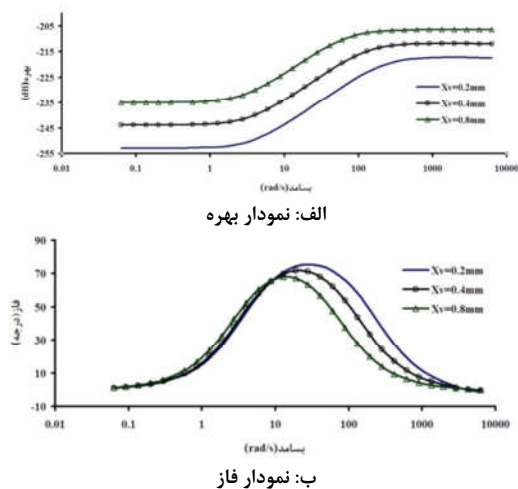 -205
-215
-225
-235
-245
-255
بهره(dB)
Xv=0.2mm
Xv=0.4mm
Xv=0.8mm
0.01 0.1 1 10 100 1000 10000
بسامد(rad/s)
الف: نمودار بهره
90
70
50
30
10
-10
فاز(درجه)
Xv=0.2mm
Xv=0.4mm
Xv=0.8mm
0.01 0.1 1 10 100 1000 10000
بسامد(rad/s)
ب: نمودار فاز